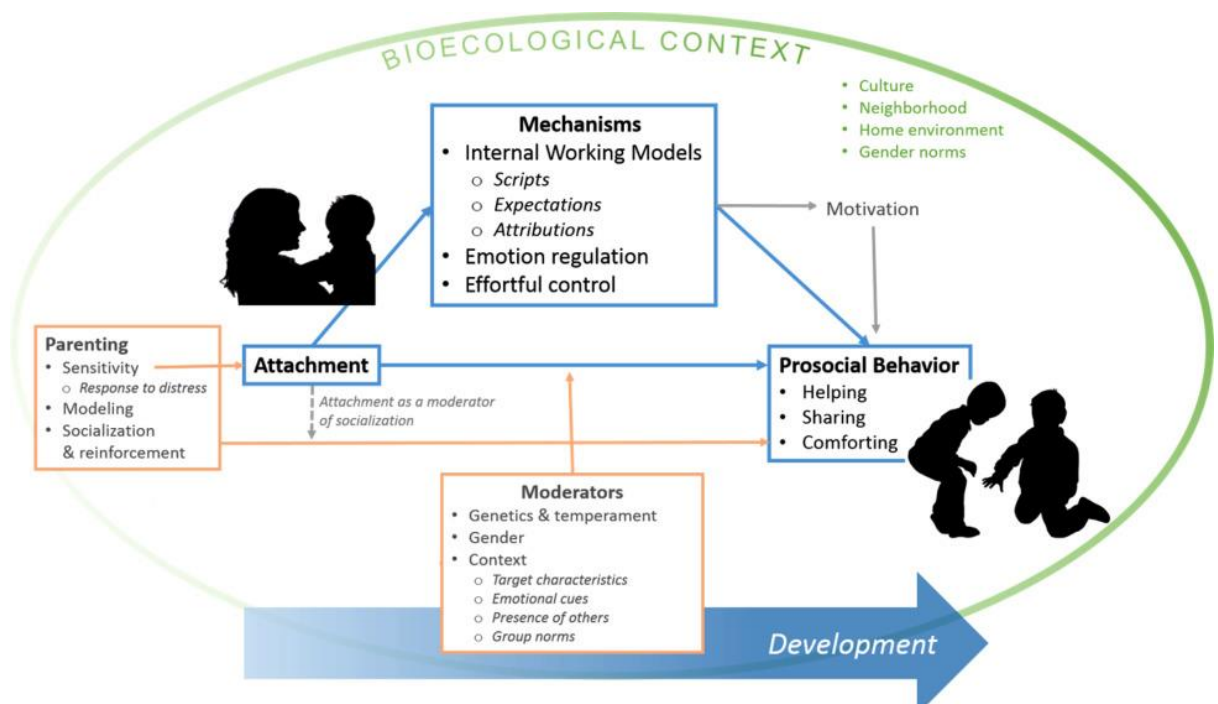 BIOECOLOGICAL CONTEXT
• Culture
• Neighborhood
• Home environment
• Gender norms
Mechanisms
• Internal Working Models
o Scripts
o Expectations
o Attributions
• Emotion regulation
• Effortful control
Motivation
Parenting
• Sensitivity
o Response to distress
• Modeling
• Socialization
& reinforcement
Attachment
Attachment as a moderator
of socialization
Prosocial Behavior
• Helping
• Sharing
• Comforting
Moderators
• Genetics & temperament
• Gender
• Context
o Target characteristics
o Emotional cues
o Presence of others
o Group norms
Development